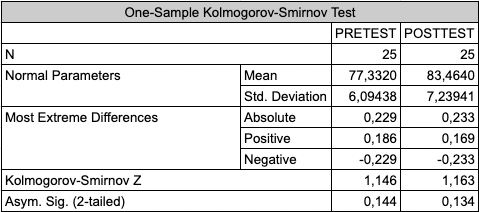 One-Sample Kolmogorov-Smirnov Test
PRETEST POSTTEST
N 25 25
Normal Parameters Mean 77,3320 83,4640
Std. Deviation 6,09438 7,23941
Most Extreme Differences Absolute 0,229 0,233
Positive 0,186 0,169
Negative -0,229 -0,233
Kolmogorov-Smirnov Z 1,146 1,163
Asym. Sig. (2-tailed) 0,144 0,134